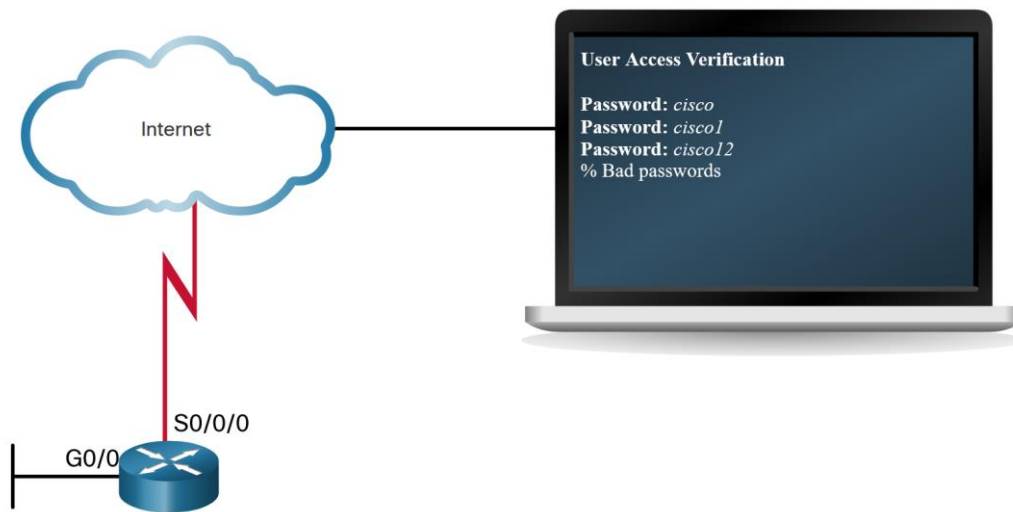 User Access Verification
Password: cisco
Password: cisco1
Password: cisco12
% Bad passwords
Internet
S0/0/0
G0/0